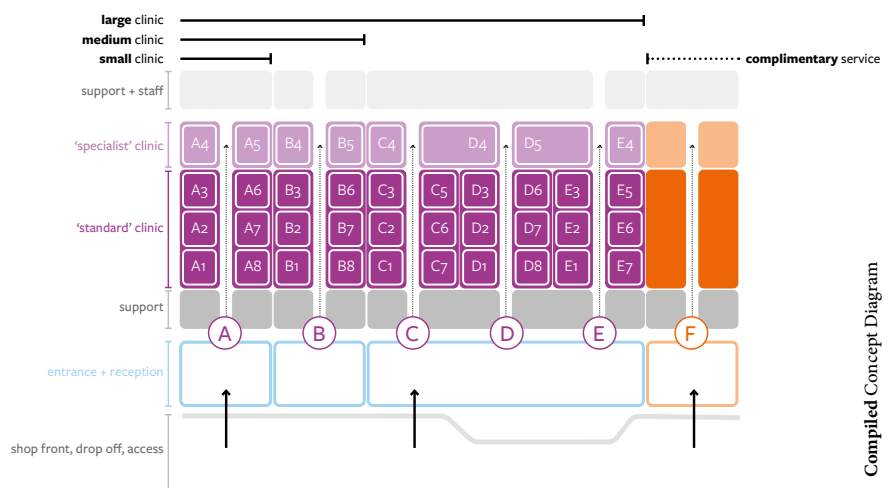 large clinic
medium clinic
small clinic
complimentary service
support + staff
'specialist' clinic
A4 A5 B4 B5 C4 D4 D5 E4
'standard' clinic
A3 A6 B3 B6 C3 C5 D3 D6 E3 E5
A2 A7 B2 B7 C2 C6 D2 D7 E2 E6
A1 A8 B1 B8 C1 C7 D1 D8 E1 E7
support
A B C D E F
entrance + reception
shop front, drop off, access
Compiled Concept Diagram